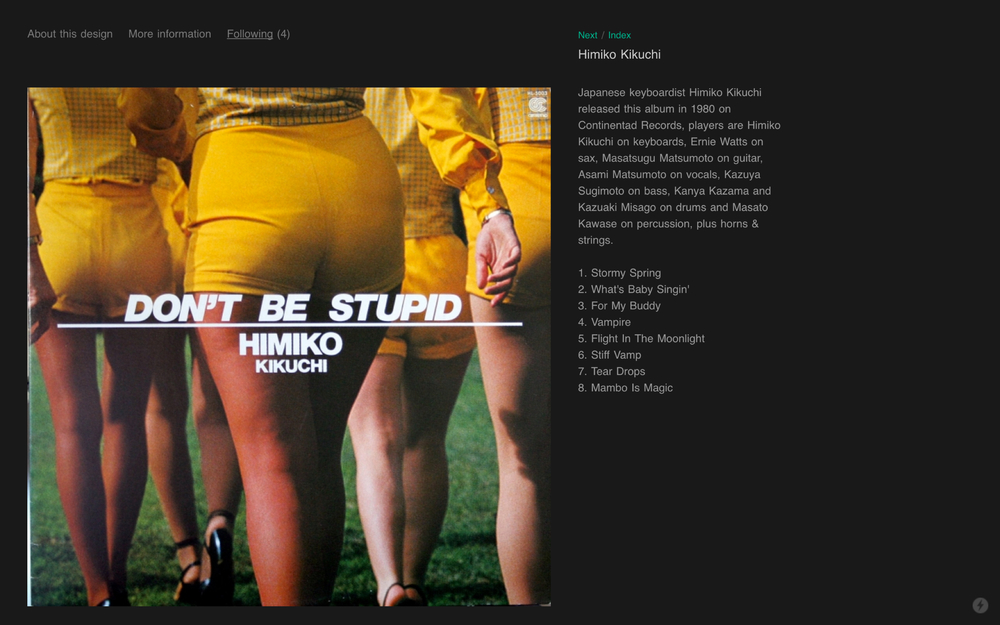 About this design
More information
Following (4)
Next / Index
Himiko Kikuchi
DON'T BE STUPID
HIMIKO
KIKUCHI
Japanese keyboardist Himiko Kikuchi
released this album in 1980 on
Continentad Records, players are Himiko
Kikuchi on keyboards, Ernie Watts on
sax, Masatsugu Matsumoto on guitar,
Asami Matsumoto on vocals, Kazuya
Sugimoto on bass, Kanya Kazama and
Kazuaki Misago on drums and Masato
Kawase on percussion, plus horns &
strings.
1. Stormy Spring
2. What's Baby Singin'
3. For My Buddy
4. Vampire
5. Flight In The Moonlight
6. Stiff Vamp
7. Tear Drops
8. Mambo Is Magic